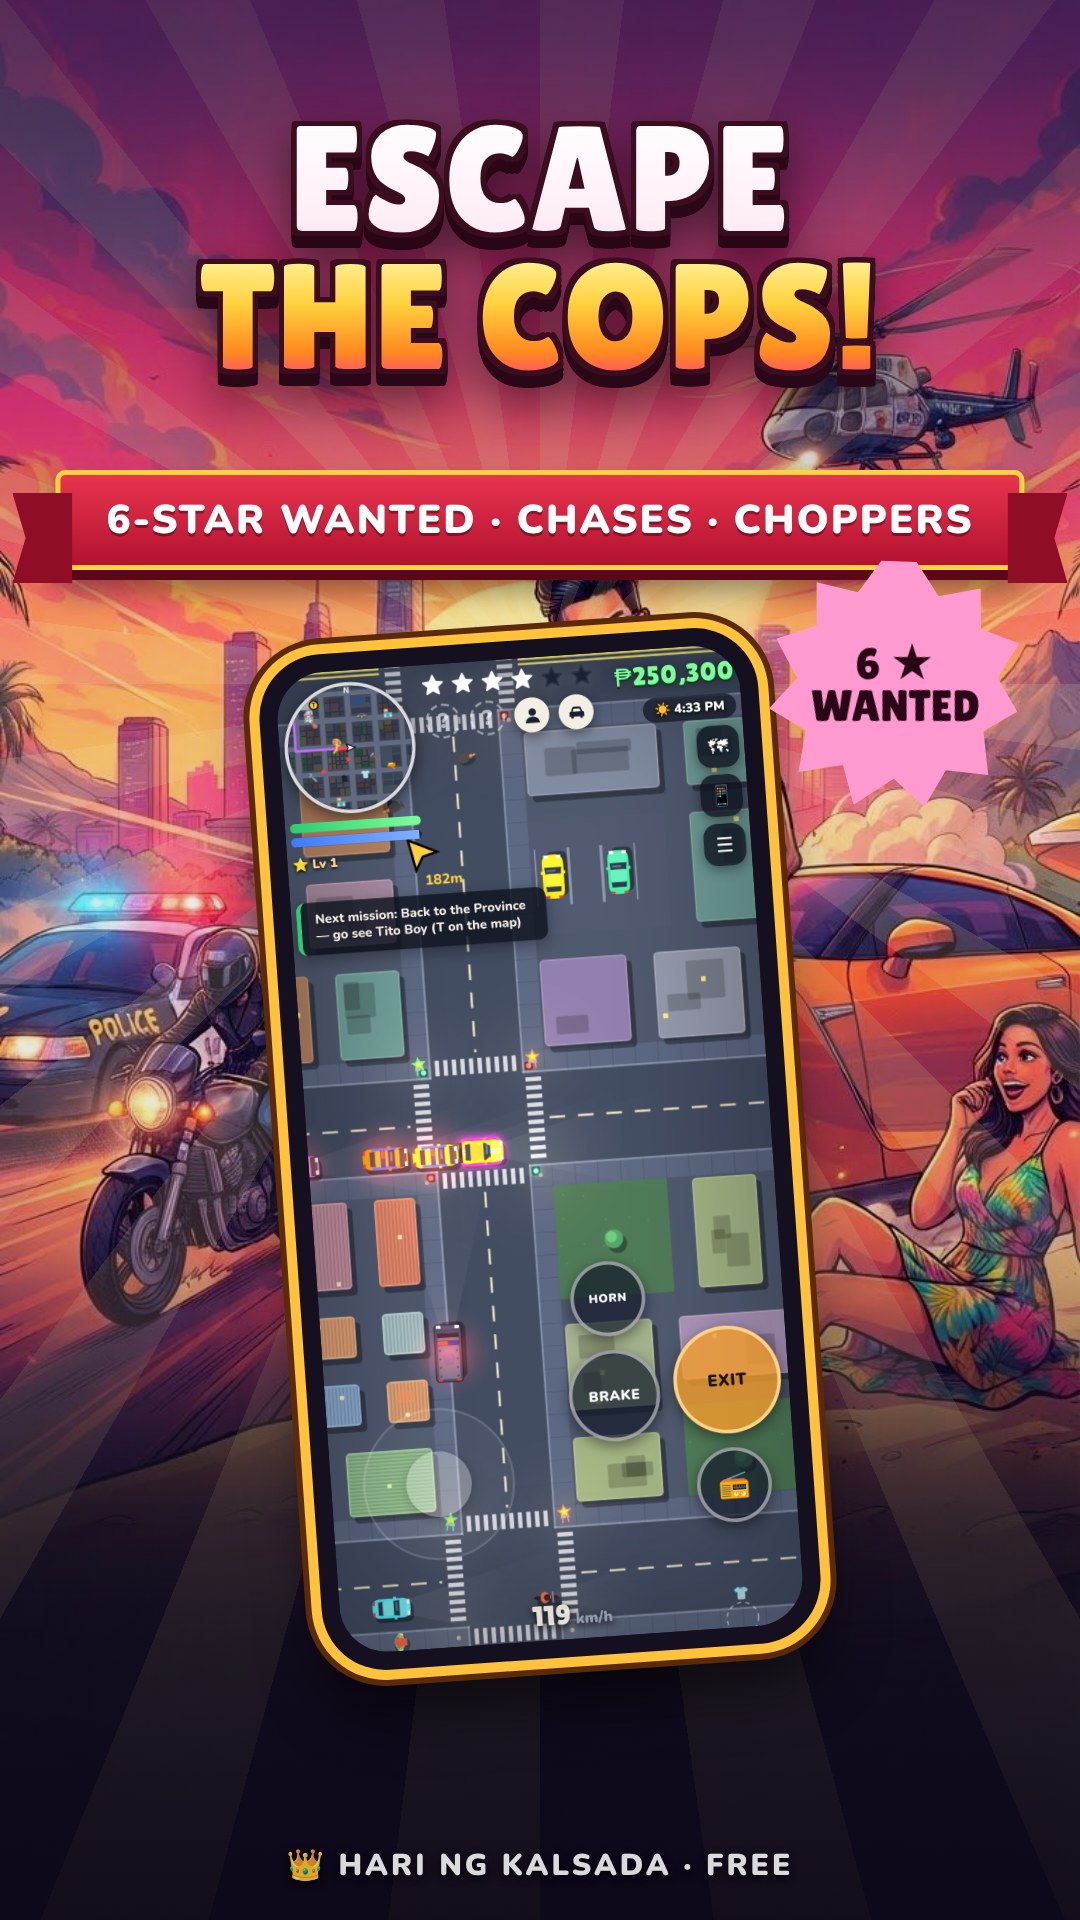 ESCAPE
THE COPS!
6-STAR WANTED · CHASES · CHOPPERS
6 ★
WANTED
N
₱250,300
4:33 PM
Lv 1
182m
Next mission: Back to the Province
— go see Tito Boy (T on the map)
POLICE
HORN
BRAKE
EXIT
119 km/h
HARI NG KALSADA · FREE